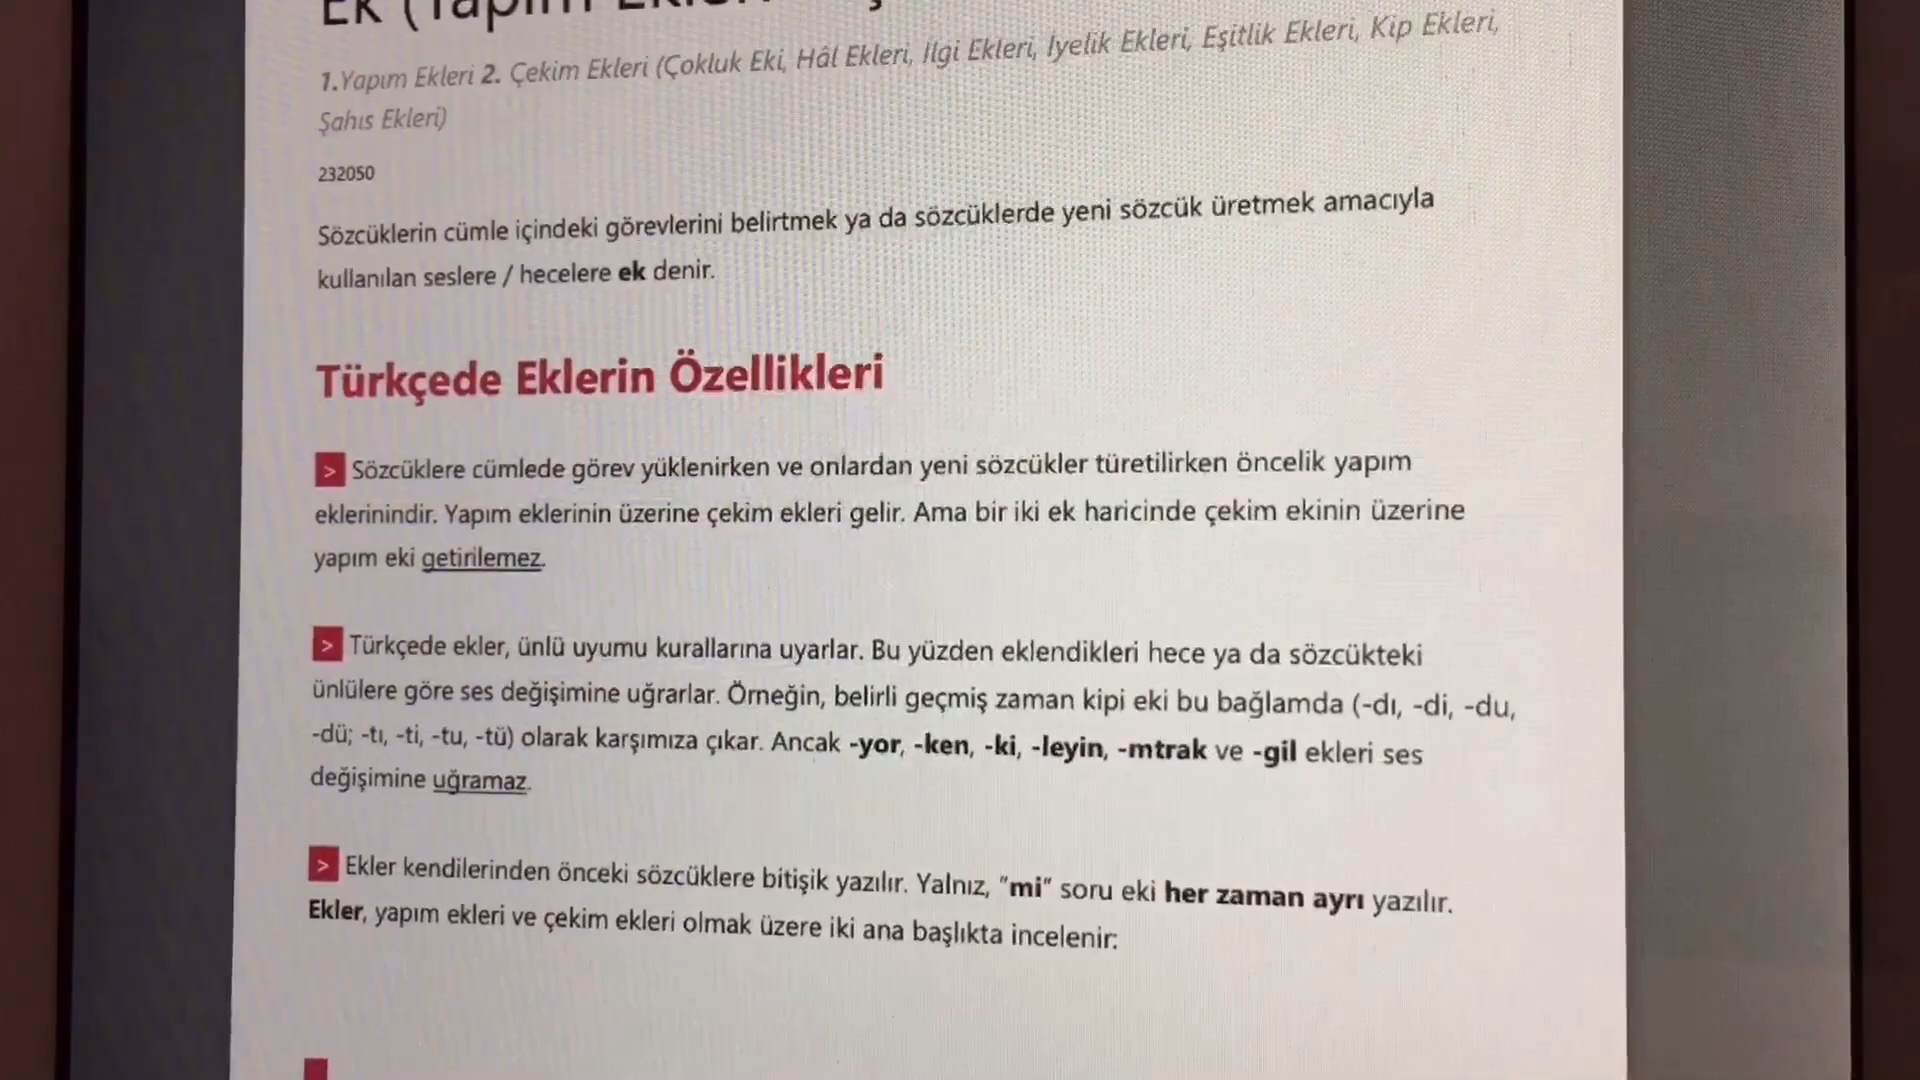 Ek (Yapım
1.Yapım Ekleri 2. Çekim Ekleri (Çokluk Eki, Hâl Ekleri, İlgi Ekleri, İyelik Ekleri, Eşitlik Ekleri, Kip Ekleri,
Şahıs Ekleri)
232050
Sözcüklerin cümle içindeki görevlerini belirtmek ya da sözcüklerde yeni sözcük üretmek amacıyla
kullanılan seslere / hecelere ek denir.
Türkçede Eklerin Özellikleri
> Sözcüklere cümlede görev yüklenirken ve onlardan yeni sözcükler türetilirken öncelik yapım
eklerinindir. Yapım eklerinin üzerine çekim ekleri gelir. Ama bir iki ek haricinde çekim ekinin üzerine
yapım eki getirilemez.
> Türkçede ekler, ünlü uyumu kurallarına uyarlar. Bu yüzden eklendikleri hece ya da sözcükteki
ünlülere göre ses değişimine uğrarlar. Örneğin, belirli geçmiş zaman kipi eki bu bağlamda (-dı, -di, -du,
-dü; -tı, -ti, -tu, -tü) olarak karşımıza çıkar. Ancak -yor, -ken, -ki, -leyin, -mtrak ve -gil ekleri ses
değişimine uğramaz.
> Ekler kendilerinden önceki sözcüklere bitişik yazılır. Yalnız, "mi" soru eki her zaman ayrı yazılır.
Ekler, yapım ekleri ve çekim ekleri olmak üzere iki ana başlıkta incelenir: